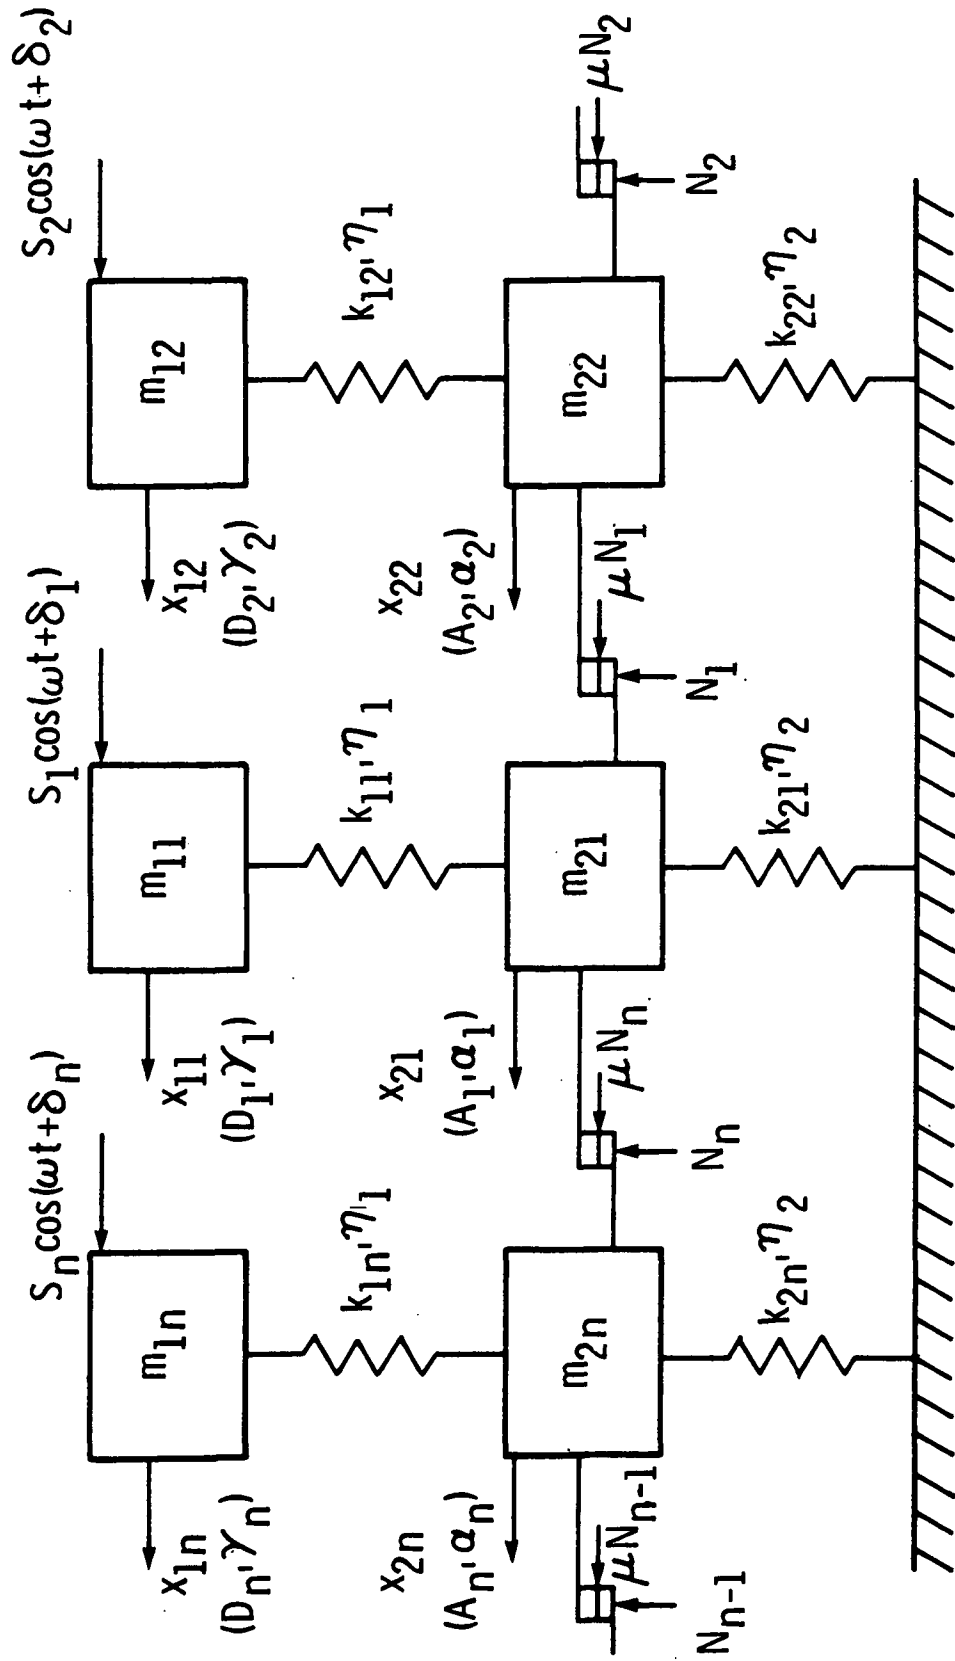 Sₙcos(ωt+δₙ)
S₁cos(ωt+δ₁)
S₂cos(ωt+δ₂)
m₁ₙ
m₁₁
m₁₂
x₁ₙ
(Dₙ,γₙ)
x₁₁
(D₁,γ₁)
x₁₂
(D₂,γ₂)
k₁ₙ,η₁
k₁₁,η₁
k₁₂,η₁
x₂ₙ
(Aₙ,αₙ)
x₂₁
(A₁,α₁)
x₂₂
(A₂,α₂)
m₂ₙ
m₂₁
m₂₂
μNₙ₋₁
μNₙ
μN₁
μN₂
Nₙ₋₁
Nₙ
N₁
N₂
k₂ₙ,η₂
k₂₁,η₂
k₂₂,η₂